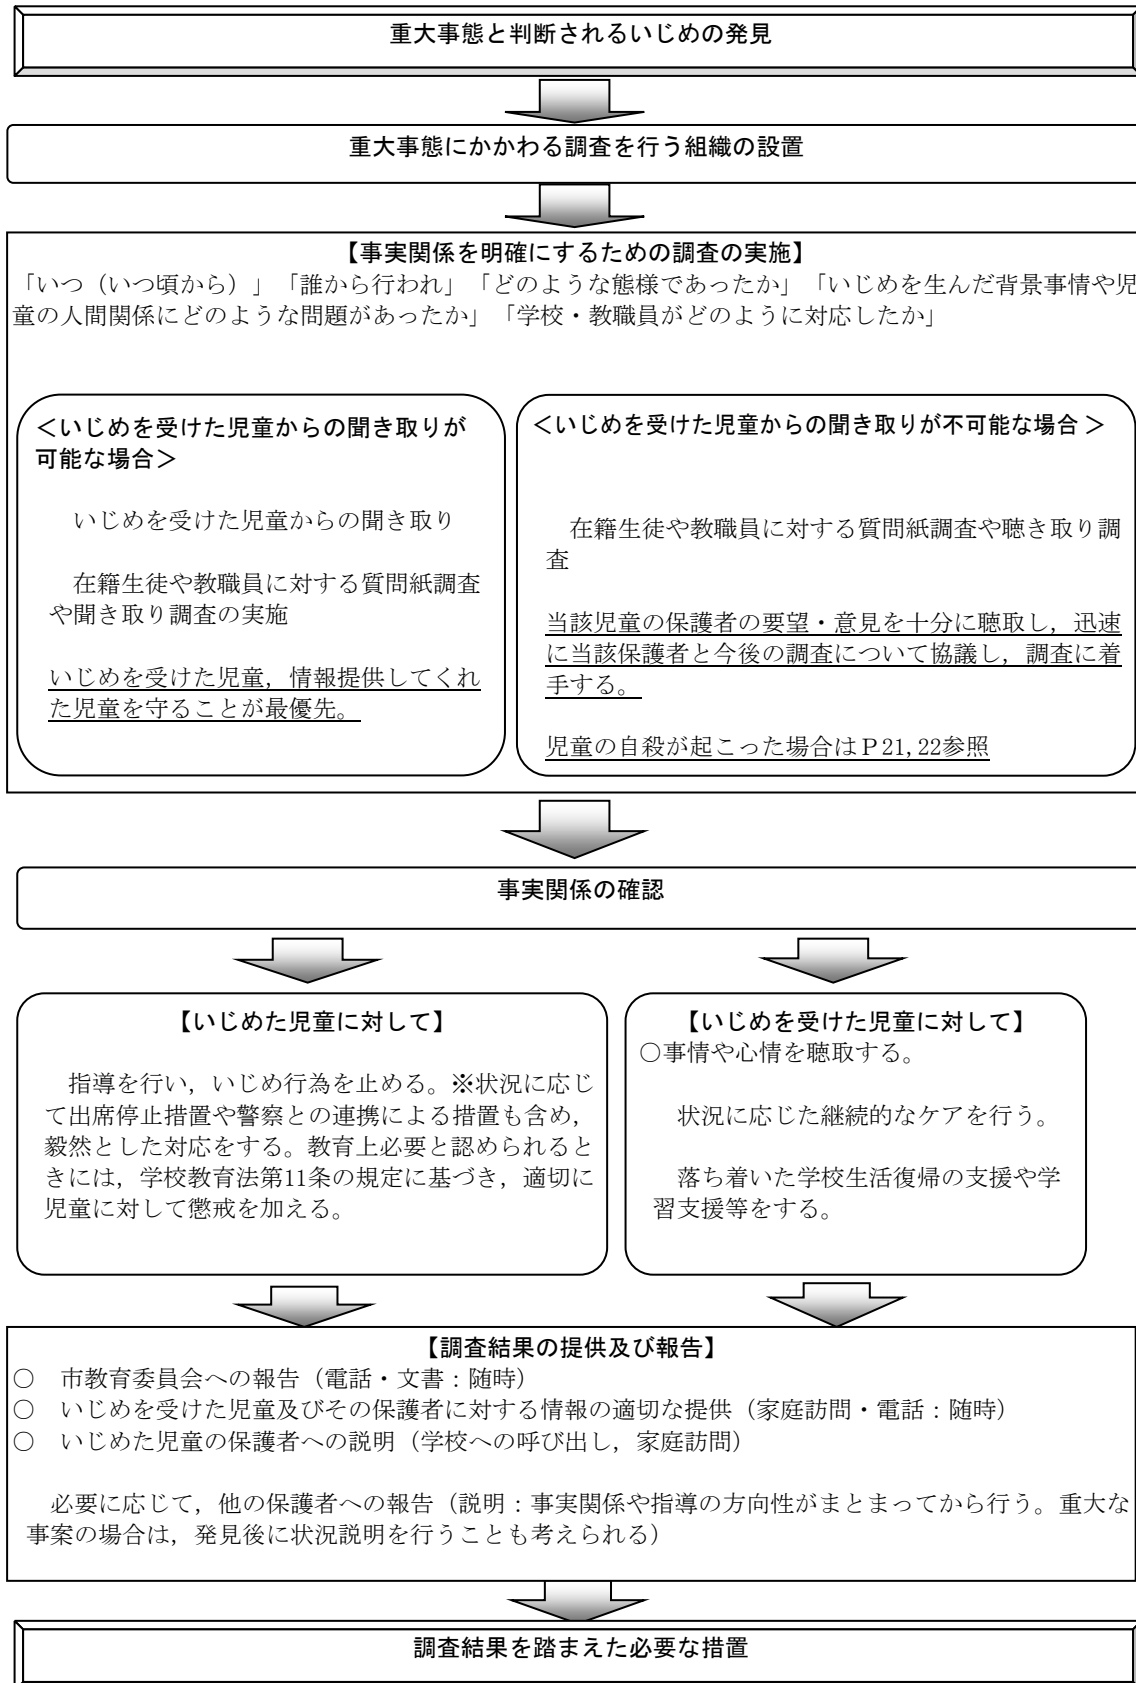 重大事態と判断されるいじめの発見
重大事態にかかわる調査を行う組織の設置
【事実関係を明確にするための調査の実施】
「いつ（いつ頃から）」「誰から行われ」「どのような態様であったか」「いじめを生んだ背景事情や児
童の人間関係にどのような問題があったか」「学校・教職員がどのように対応したか」
＜いじめを受けた児童からの聞き取りが
可能な場合＞
いじめを受けた児童からの聞き取り
在籍生徒や教職員に対する質問紙調査
や聞き取り調査の実施
いじめを受けた児童，情報提供してくれ
た児童を守ることが最優先。
＜いじめを受けた児童からの聞き取りが不可能な場合＞
在籍生徒や教職員に対する質問紙調査や聴き取り調
査
当該児童の保護者の要望・意見を十分に聴取し，迅速
に当該保護者と今後の調査について協議し，調査に着
手する。
児童の自殺が起こった場合はＰ21,22参照
事実関係の確認
【いじめた児童に対して】
指導を行い，いじめ行為を止める。※状況に応じ
て出席停止措置や警察との連携による措置も含め，
毅然とした対応をする。教育上必要と認められると
きには，学校教育法第11条の規定に基づき，適切に
児童に対して懲戒を加える。
【いじめを受けた児童に対して】
○事情や心情を聴取する。
状況に応じた継続的なケアを行う。
落ち着いた学校生活復帰の支援や学
習支援等をする。
【調査結果の提供及び報告】
○　市教育委員会への報告（電話・文書：随時）
○　いじめを受けた児童及びその保護者に対する情報の適切な提供（家庭訪問・電話：随時）
○　いじめた児童の保護者への説明（学校への呼び出し，家庭訪問）
必要に応じて，他の保護者への報告（説明：事実関係や指導の方向性がまとまってから行う。重大な
事案の場合は，発見後に状況説明を行うことも考えられる）
調査結果を踏まえた必要な措置